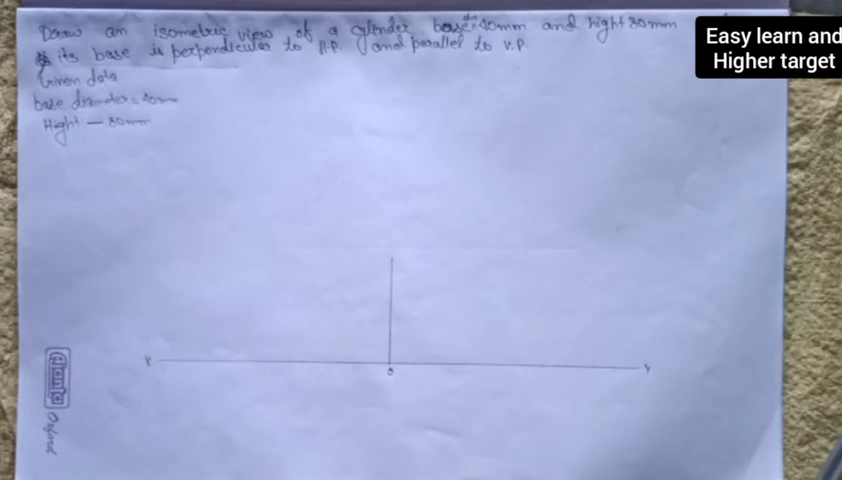 Draw an isometric view of a cylinder base dia 40mm and hight 80mm
its base is perpendicular to H.P. and parallel to V.P.
Given data
base diameter = 40mm
Hight — 80mm
X Y
O
Oxford
Easy learn and
Higher target